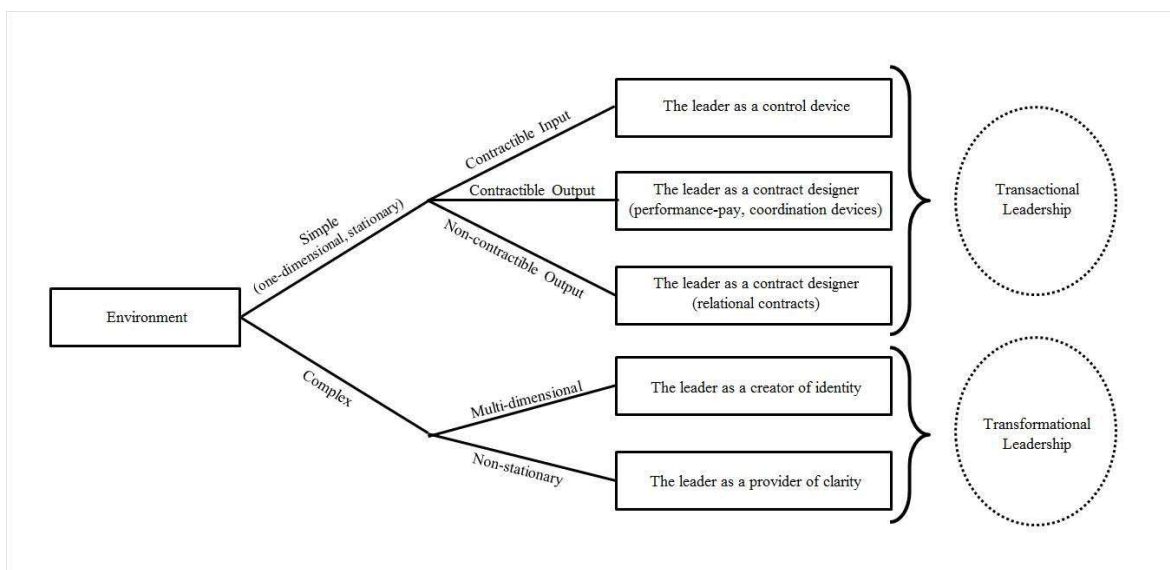 Environment
Simple
(one-dimensional, stationary)
Complex
Contractible Input
Contractible Output
Non-contractible Output
Multi-dimensional
Non-stationary
The leader as a control device
The leader as a contract designer
(performance-pay, coordination devices)
The leader as a contract designer
(relational contracts)
The leader as a creator of identity
The leader as a provider of clarity
Transactional
Leadership
Transformational
Leadership